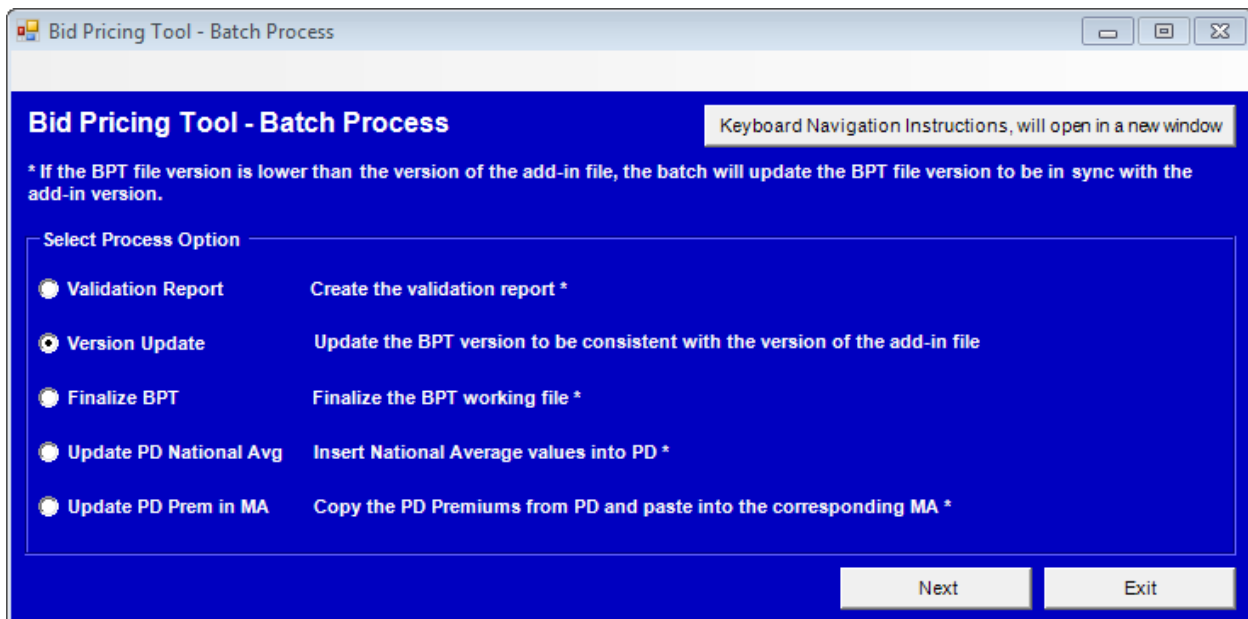 Bid Pricing Tool - Batch Process
Bid Pricing Tool - Batch Process
Keyboard Navigation Instructions, will open in a new window
* If the BPT file version is lower than the version of the add-in file, the batch will update the BPT file version to be in sync with the
add-in version.
Select Process Option
Validation Report Create the validation report *
Version Update Update the BPT version to be consistent with the version of the add-in file
Finalize BPT Finalize the BPT working file *
Update PD National Avg Insert National Average values into PD *
Update PD Prem in MA Copy the PD Premiums from PD and paste into the corresponding MA *
Next Exit